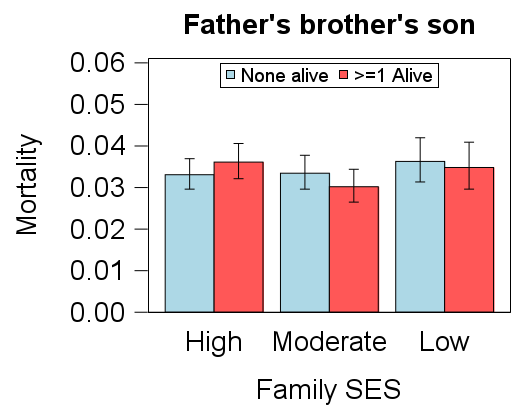 Father's brother's son
None alive >=1 Alive
Mortality
0.06
0.05
0.04
0.03
0.02
0.01
0.00
High Moderate Low
Family SES